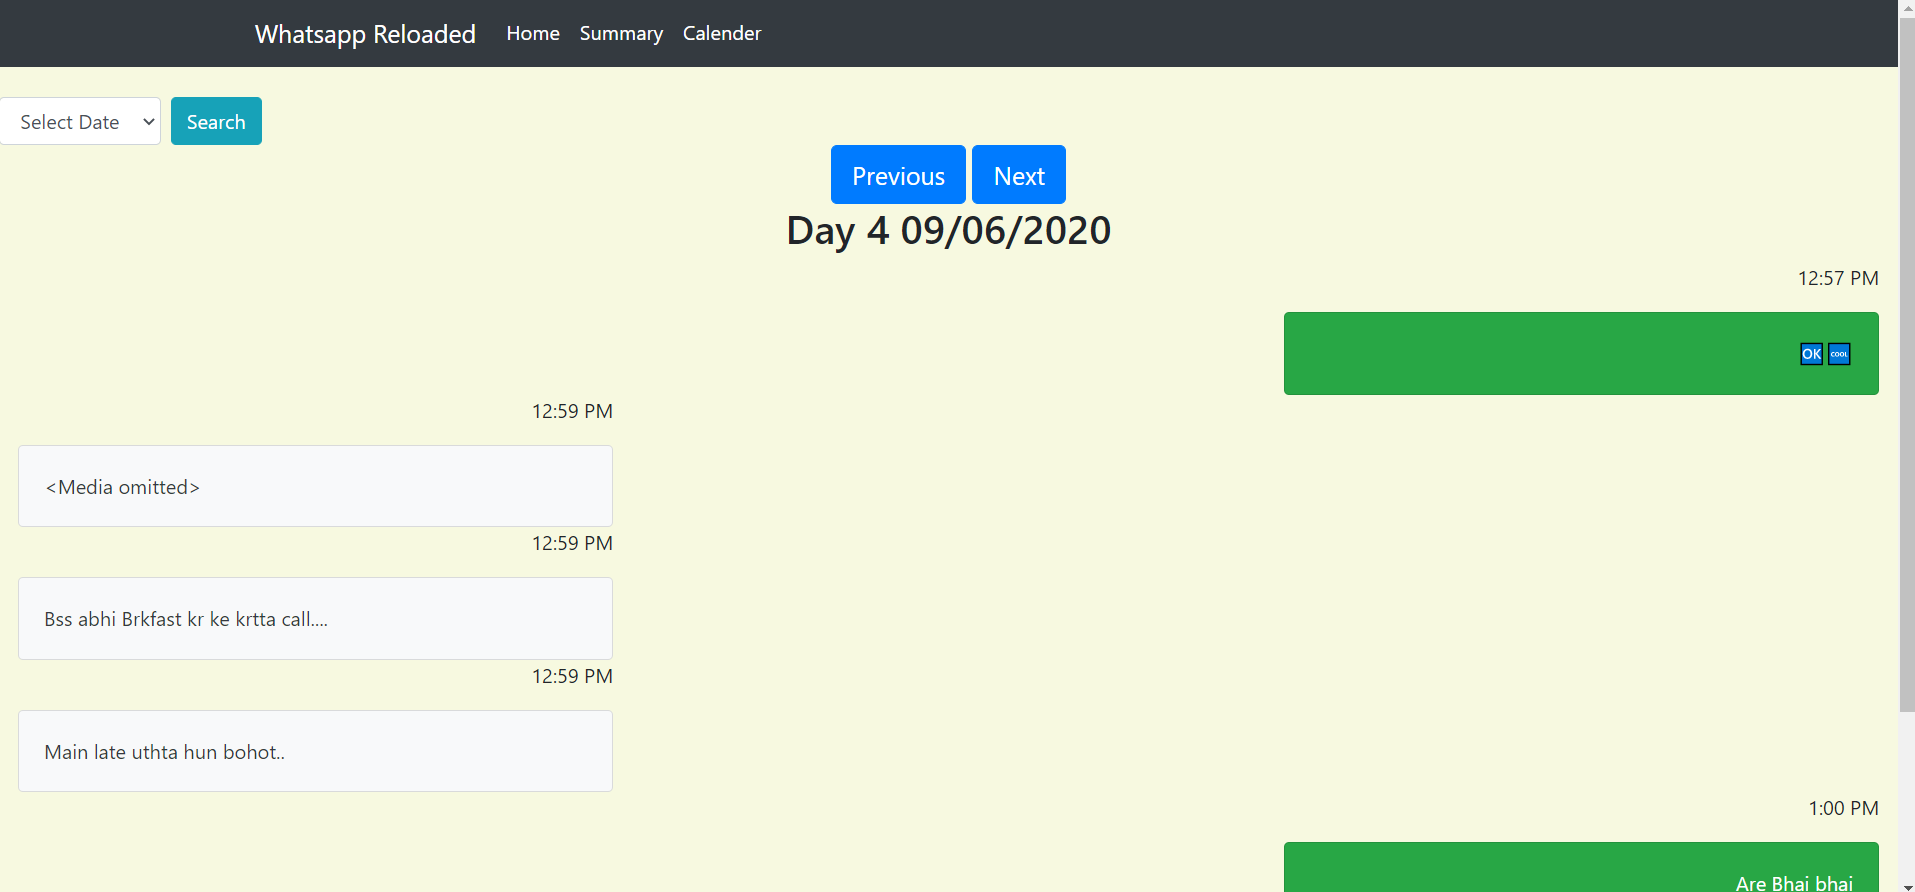 Whatsapp Reloaded Home Summary Calender
Select Date Search
Previous Next
Day 4 09/06/2020
12:57 PM
OK COOL
12:59 PM
<Media omitted>
12:59 PM
Bss abhi Brkfast kr ke krtta call....
12:59 PM
Main late uthta hun bohot..
1:00 PM
Are Bhai bhai